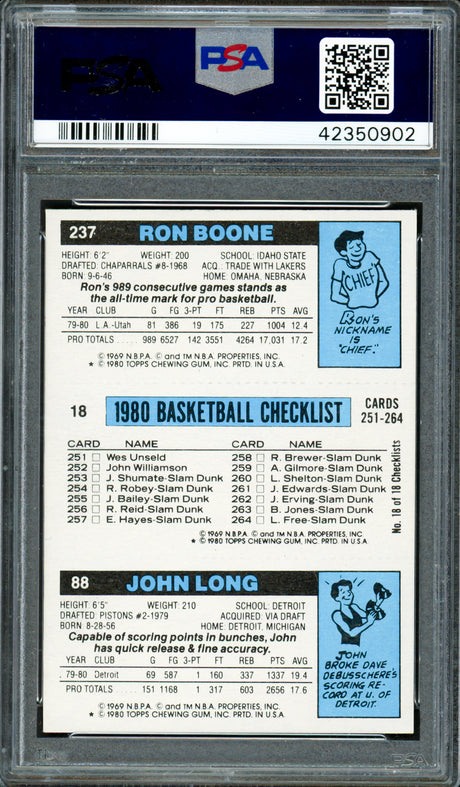 PSA
PSA
42350902
237 RON BOONE
HEIGHT: 6'2" WEIGHT: 200 SCHOOL: IDAHO STATE
DRAFTED: CHAPARRALS #8-1968 ACQ.: TRADE WITH LAKERS
BORN: 9-6-46 HOME: OMAHA, NEBRASKA
Ron's 989 consecutive games stands as
the all-time mark for pro basketball.
YEAR CLUB G FG 3-PT FT REB PTS AVG
79-80 L.A.-Utah 81 386 19 175 227 1004 12.4
PRO TOTALS ..... 989 6527 142 3551 4264 17.031 17.2
© 1969 N.B.P.A. © and TM N.B.A. PROPERTIES, INC.
★ © 1980 TOPPS CHEWING GUM, INC. PRTD. IN U.S.A.
CHIEF
RON'S
NICKNAME
IS
"CHIEF."
18 1980 BASKETBALL CHECKLIST CARDS
251-264
CARD NAME CARD NAME
251 □ Wes Unseld 258 □ R. Brewer-Slam Dunk
252 □ John Williamson 259 □ A. Gilmore-Slam Dunk
253 □ J. Shumate-Slam Dunk 260 □ L. Shelton-Slam Dunk
254 □ R. Robey-Slam Dunk 261 □ J. Edwards-Slam Dunk
255 □ J. Bailey-Slam Dunk 262 □ J. Erving-Slam Dunk
256 □ R. Reid-Slam Dunk 263 □ B. Jones-Slam Dunk
257 □ E. Hayes-Slam Dunk 264 □ L. Free-Slam Dunk
No. 18 of 18 Checklists
© 1969 N.B.P.A. © and TM N.B.A. PROPERTIES, INC.
★ © 1980 TOPPS CHEWING GUM, INC. PRTD. IN U.S.A.
88 JOHN LONG
HEIGHT: 6'5" WEIGHT: 210 SCHOOL: DETROIT
DRAFTED: PISTONS #2-1979 ACQUIRED: VIA DRAFT
BORN: 8-28-56 HOME: DETROIT, MICHIGAN
Capable of scoring points in bunches, John
has quick release & fine accuracy.
YEAR CLUB G FG 3-PT FT REB PTS AVG
79-80 Detroit 69 587 1 160 337 1337 19.4
PRO TOTALS ..... 151 1168 1 317 603 2656 17.6
© 1969 N.B.P.A. © and TM N.B.A. PROPERTIES, INC.
★ © 1980 TOPPS CHEWING GUM, INC. PRTD. IN U.S.A.
JOHN
BROKE DAVE
DEBUSSCHERE'S
SCORING RE-
CORD AT U. OF
DETROIT.
PSA